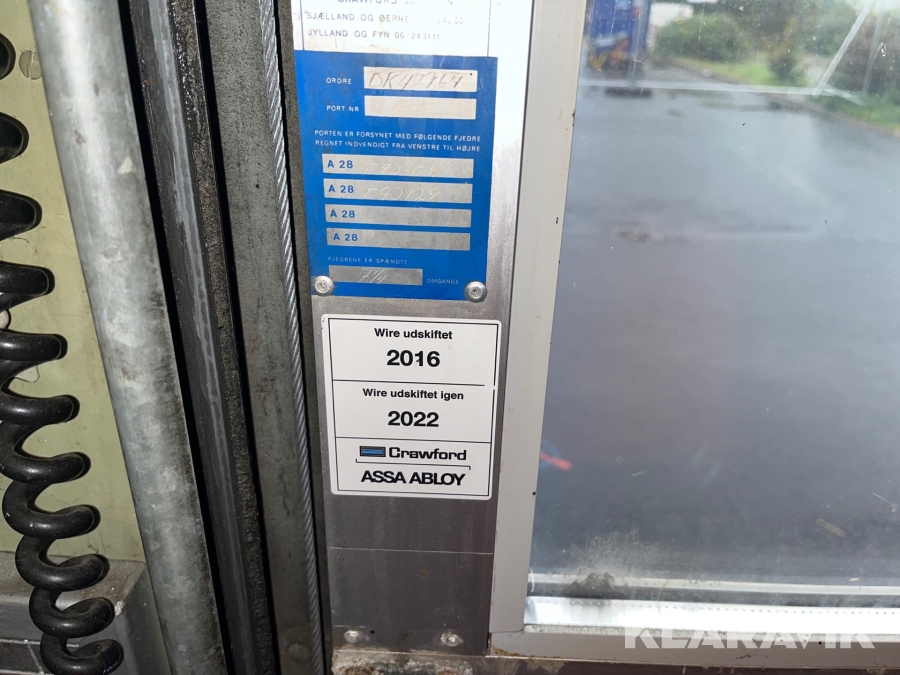 SJÆLLAND OG ØERNE
JYLLAND OG FYN 06-243111
ORDRE
PORT NR
PORTEN ER FORSYNET MED FØLGENDE FJEDRE
REGNET INDVENDIGT FRA VENSTRE TIL HØJRE
A 28
A 28
A 28
A 28
FJEDRENE ER SPÆNDT:
OMGANGE
Wire udskiftet
2016
Wire udskiftet igen
2022
Crawford
ASSA ABLOY
KLARAVIK